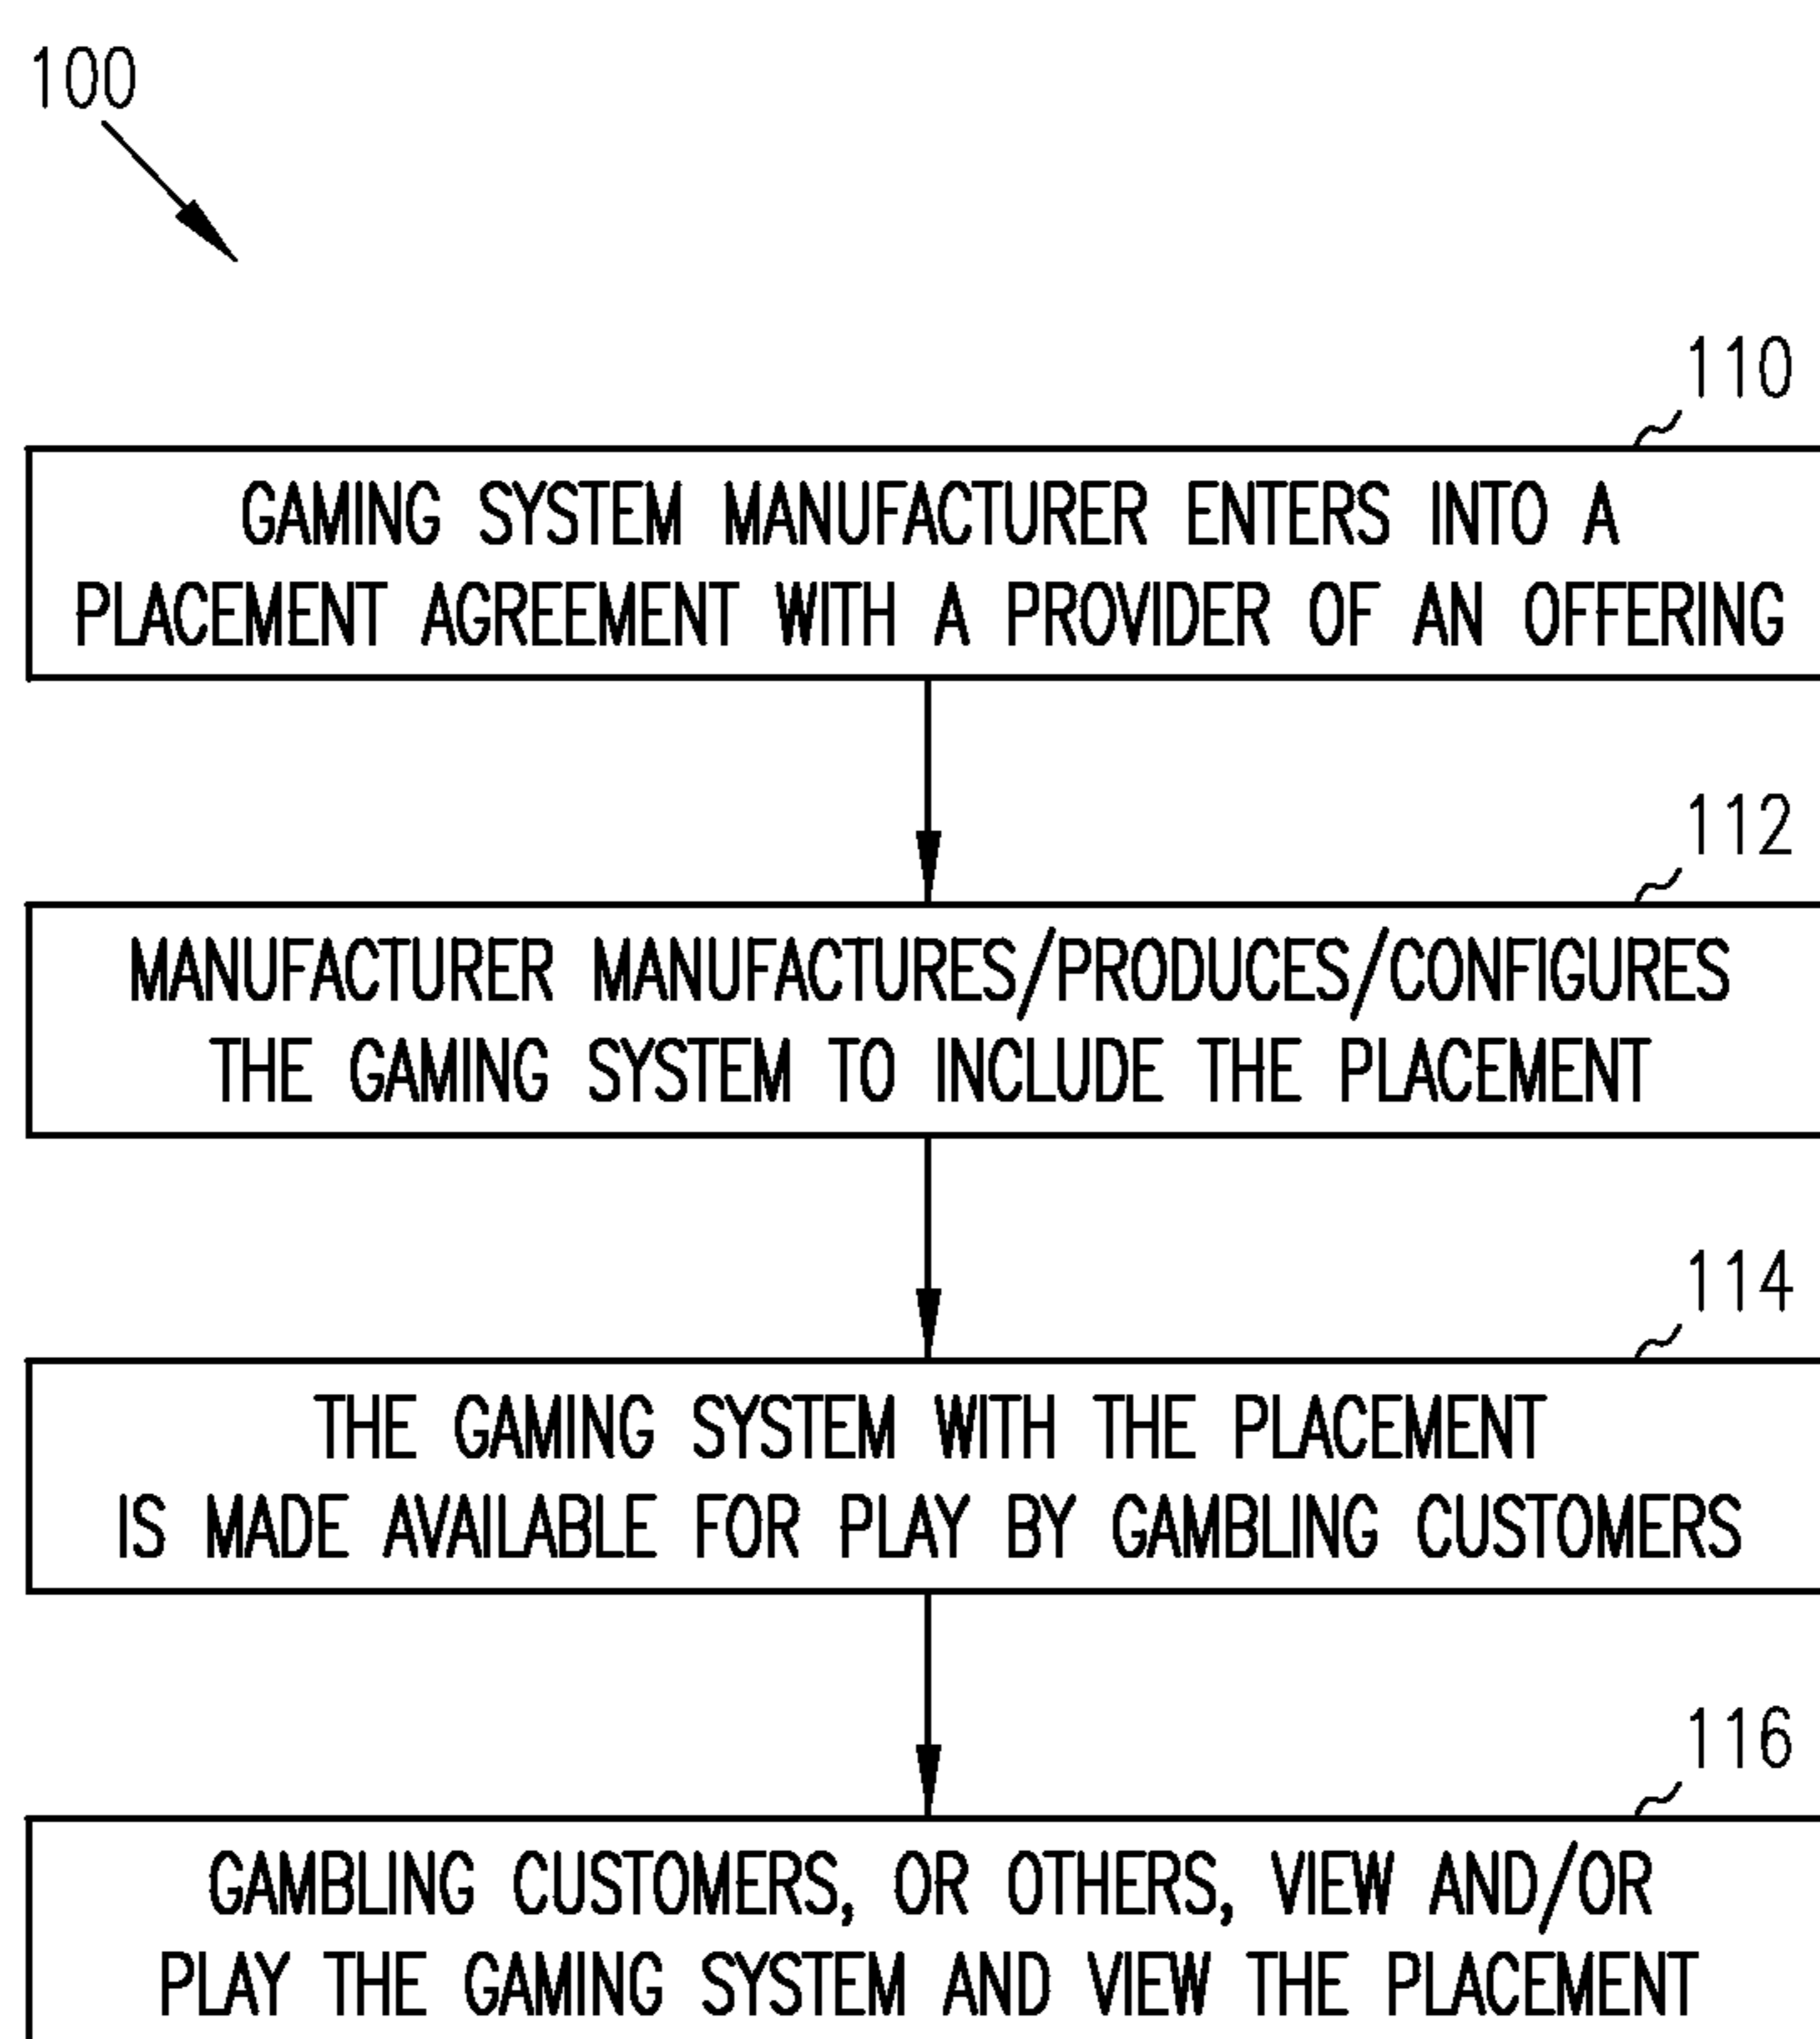 100
110
GAMING SYSTEM MANUFACTURER ENTERS INTO A
PLACEMENT AGREEMENT WITH A PROVIDER OF AN OFFERING
112
MANUFACTURER MANUFACTURES/PRODUCES/CONFIGURES
THE GAMING SYSTEM TO INCLUDE THE PLACEMENT
114
THE GAMING SYSTEM WITH THE PLACEMENT
IS MADE AVAILABLE FOR PLAY BY GAMBLING CUSTOMERS
116
GAMBLING CUSTOMERS, OR OTHERS, VIEW AND/OR
PLAY THE GAMING SYSTEM AND VIEW THE PLACEMENT